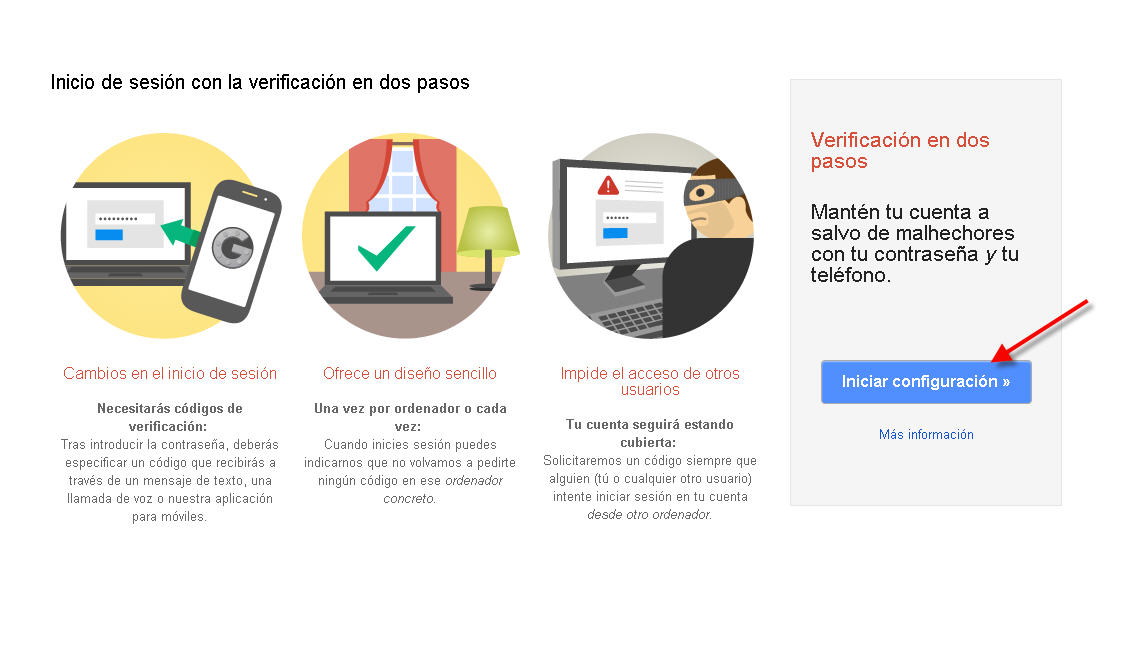 Inicio de sesión con la verificación en dos pasos
Cambios en el inicio de sesión
Necesitarás códigos de
verificación:
Tras introducir la contraseña, deberás
especificar un código que recibirás a
través de un mensaje de texto, una
llamada de voz o nuestra aplicación
para móviles.
Ofrece un diseño sencillo
Una vez por ordenador o cada
vez:
Cuando inicies sesión puedes
indicarnos que no volvamos a pedirte
ningún código en ese ordenador
concreto.
Impide el acceso de otros
usuarios
Tu cuenta seguirá estando
cubierta:
Solicitaremos un código siempre que
alguien (tú o cualquier otro usuario)
intente iniciar sesión en tu cuenta
desde otro ordenador.
Verificación en dos
pasos
Mantén tu cuenta a
salvo de malhechores
con tu contraseña y tu
teléfono.
Iniciar configuración »
Más información